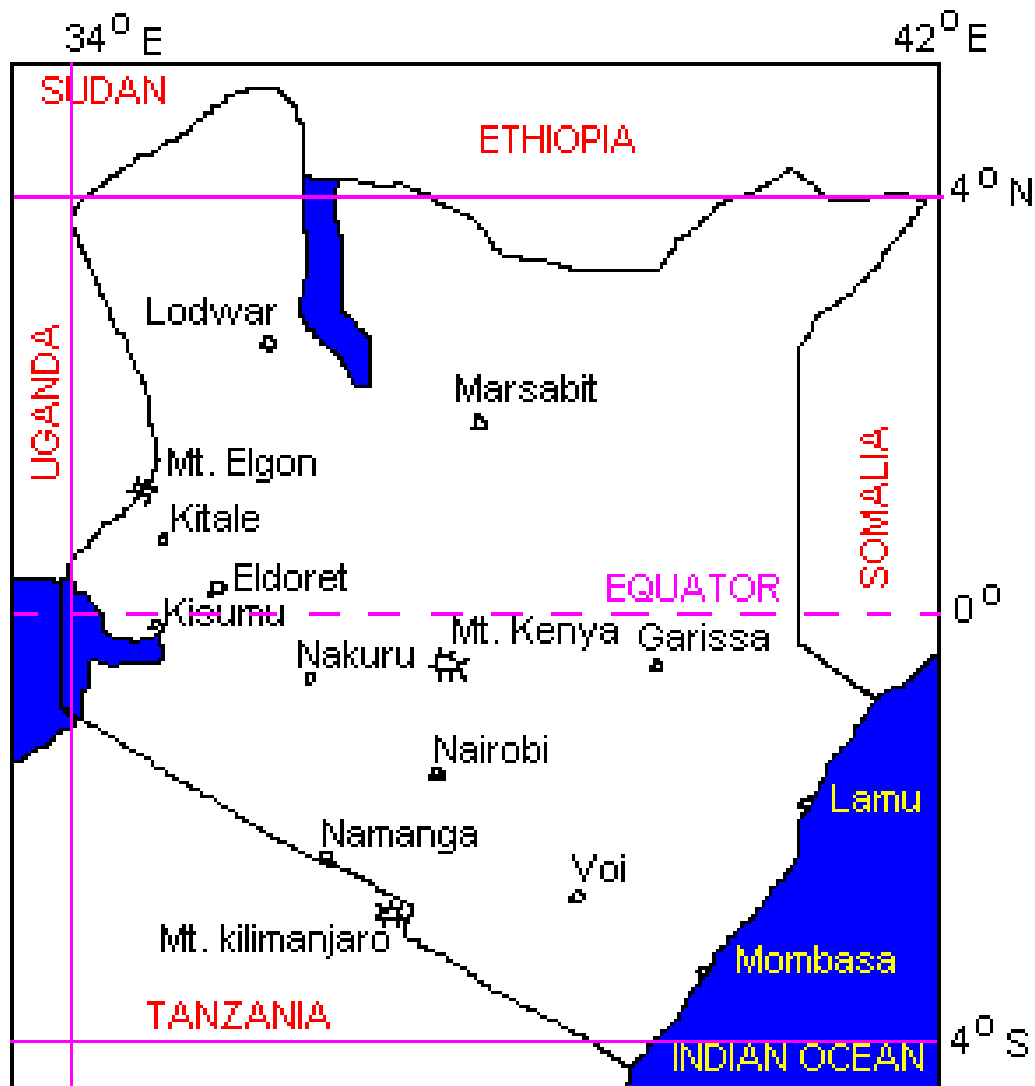 34° E
42° E
SUDAN
ETHIOPIA
4° N
Lodwar
UGANDA
Marsabit
Mt. Elgon
SOMALIA
Kitale
Eldoret
EQUATOR
Kisumu
0°
Mt. Kenya
Garissa
Nakuru
Nairobi
Lamu
Namanga
Voi
Mt. kilimanjaro
Mombasa
TANZANIA
4° S
INDIAN OCEAN